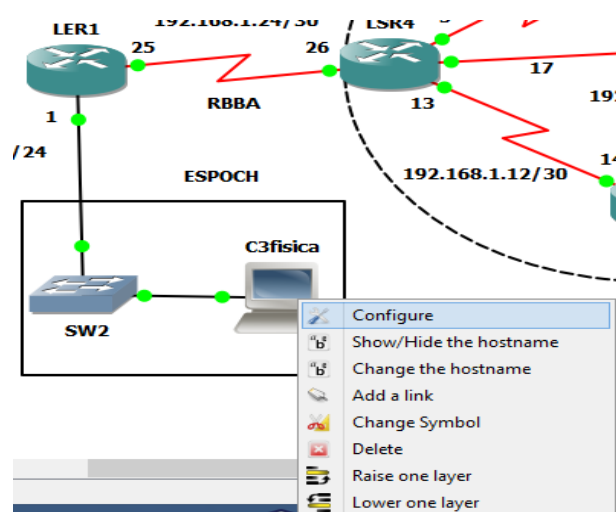 192.168.1.24/30
LER1
LSR4
25
26
17
RBBA
13
1
/24
192.168.1.12/30
14
ESPOCH
C3fisica
SW2
Configure
Show/Hide the hostname
Change the hostname
Add a link
Change Symbol
Delete
Raise one layer
Lower one layer